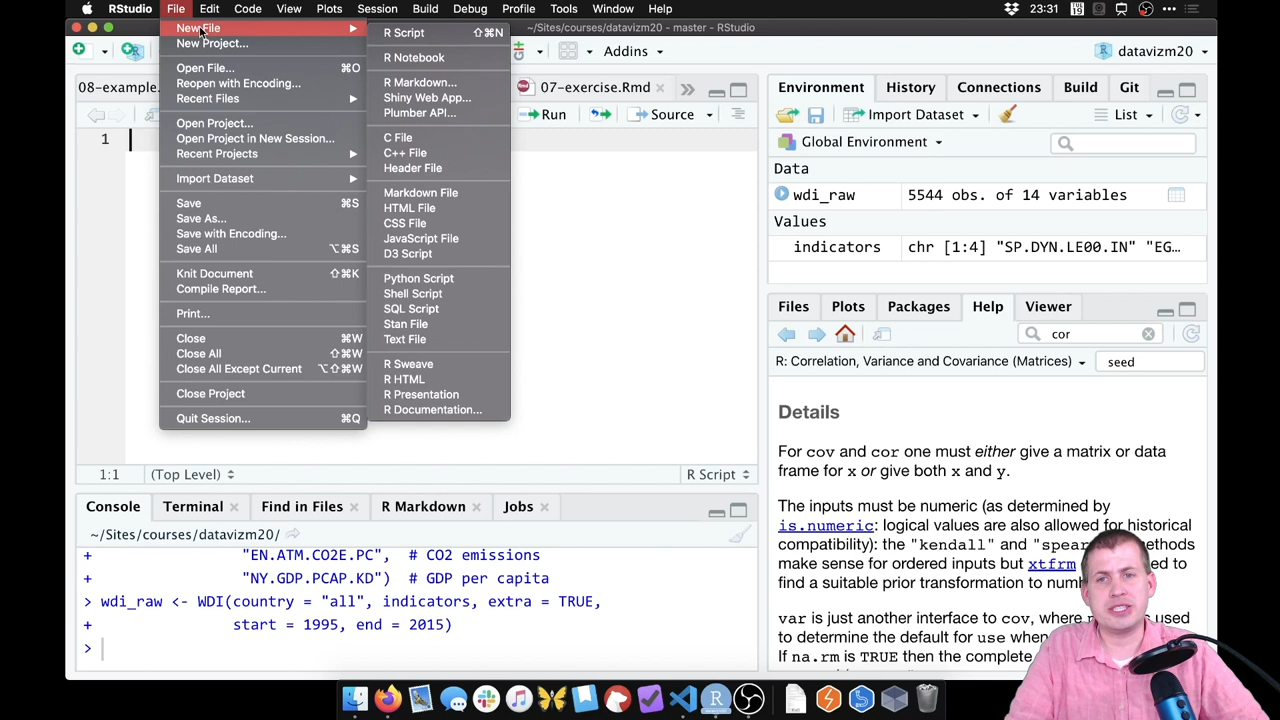 RStudio File Edit Code View Plots Session Build Debug Profile Tools Window Help 23:31
~/Sites/courses/datavizm20 - master - RStudio
Addins
datavizm20
New File
New Project...
Open File... ⌘O
Reopen with Encoding...
Recent Files
Open Project...
Open Project in New Session...
Recent Projects
Import Dataset
Save ⌘S
Save As...
Save with Encoding...
Save All ⌥⌘S
Knit Document ⇧⌘K
Compile Report...
Print...
Close ⌘W
Close All ⇧⌘W
Close All Except Current ⌥⇧⌘W
Close Project
Quit Session... ⌘Q
R Script ⇧⌘N
R Notebook
R Markdown...
Shiny Web App...
Plumber API...
C File
C++ File
Header File
Markdown File
HTML File
CSS File
JavaScript File
D3 Script
Python Script
Shell Script
SQL Script
Stan File
Text File
R Sweave
R HTML
R Presentation
R Documentation...
08-example. 07-exercise.Rmd
Run Source
1
1:1 (Top Level) R Script
Console Terminal Find in Files R Markdown Jobs
~/Sites/courses/datavizm20/
+ "EN.ATM.CO2E.PC", # CO2 emissions
+ "NY.GDP.PCAP.KD") # GDP per capita
> wdi_raw <- WDI(country = "all", indicators, extra = TRUE,
+ start = 1995, end = 2015)
>
Environment History Connections Build Git
Import Dataset List
Global Environment
Data
wdi_raw 5544 obs. of 14 variables
Values
indicators chr [1:4] "SP.DYN.LE00.IN" "EG…
Files Plots Packages Help Viewer
cor
R: Correlation, Variance and Covariance (Matrices) seed
Details
For cov and cor one must either give a matrix or data
frame for x or give both x and y.
The inputs must be numeric (as determined by
is.numeric: logical values are also allowed for historical
compatibility): the "kendall" and "spear methods
make sense for ordered inputs but xtfrm ed to
find a suitable prior transformation to num
var is just another interface to cov, where used
to determine the default for use when
If na.rm is TRUE then the complete